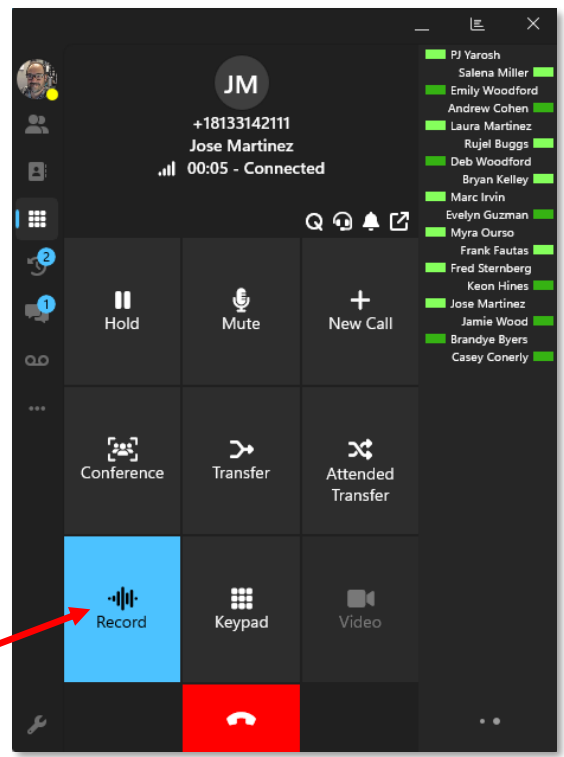 JM
+18133142111
Jose Martinez
00:05 - Connected
Q
2
1
Hold
Mute
New Call
Conference
Transfer
Attended
Transfer
Record
Keypad
Video
PJ Yarosh
Salena Miller
Emily Woodford
Andrew Cohen
Laura Martinez
Rujel Buggs
Deb Woodford
Bryan Kelley
Marc Irvin
Evelyn Guzman
Myra Ourso
Frank Fautas
Fred Sternberg
Keon Hines
Jose Martinez
Jamie Wood
Brandye Byers
Casey Conerly